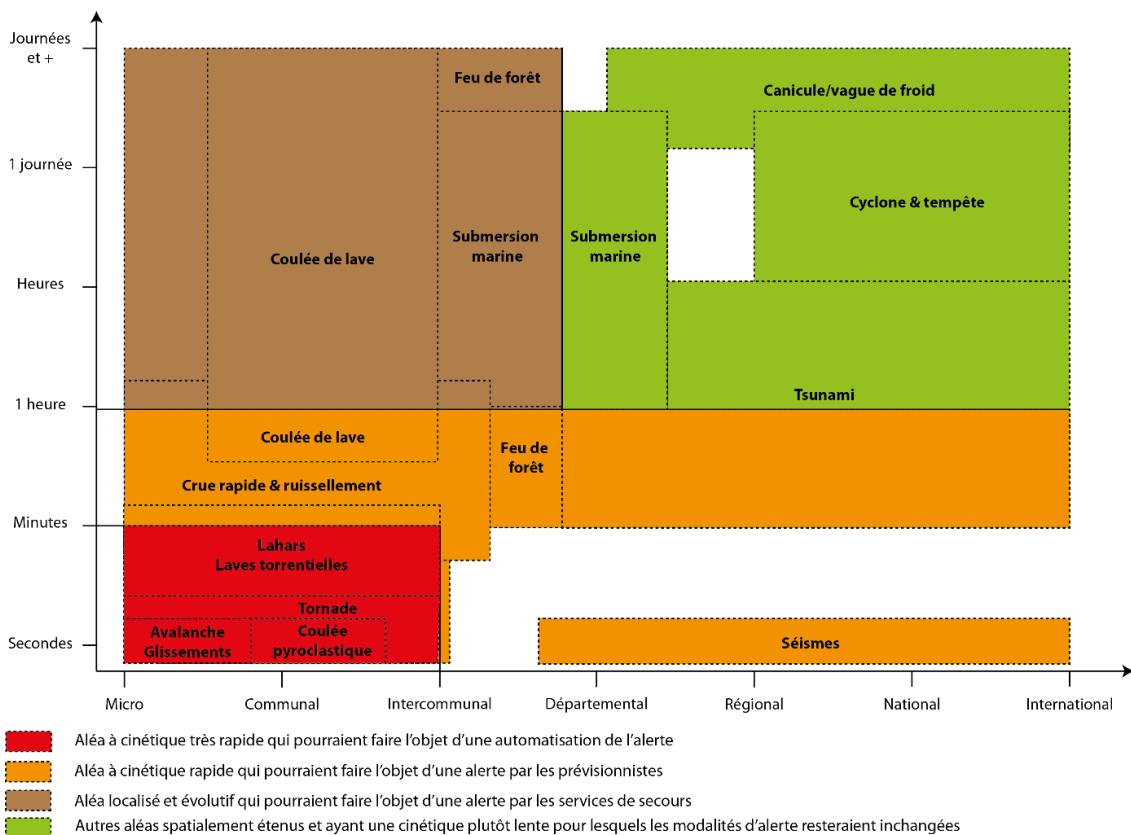 Journées
et +
1 journée
Heures
1 heure
Minutes
Secondes
Feu de forêt
Canicule/vague de froid
Cyclone & tempête
Submersion
marine
Submersion
marine
Coulée de lave
Tsunami
Coulée de lave
Feu de
forêt
Crue rapide & ruissellement
Lahars
Laves torrentielles
Tornade
Avalanche
Glissements
Coulée
pyroclastique
Séismes
Micro
Communal
Intercommunal
Départemental
Régional
National
International
Aléa à cinétique très rapide qui pourraient faire l'objet d'une automatisation de l'alerte
Aléa à cinétique rapide qui pourraient faire l'objet d'une alerte par les prévisionnistes
Aléa localisé et évolutif qui pourraient faire l'objet d'une alerte par les services de secours
Autres aléas spatialement étenus et ayant une cinétique plutôt lente pour lesquels les modalités d'alerte resteraient inchangées